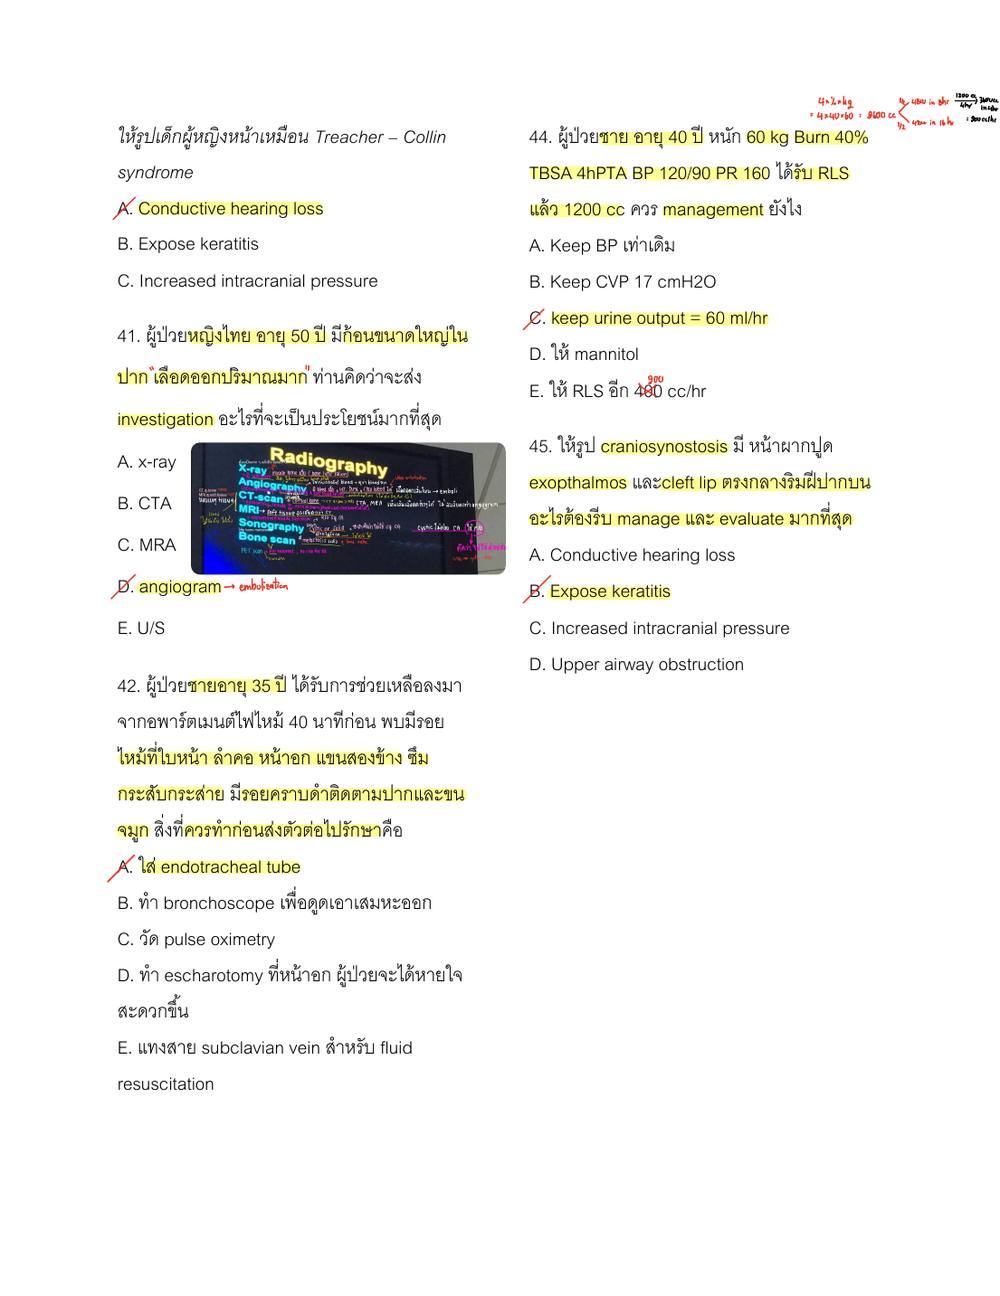 ให้รูปเด็กผู้หญิงหน้าเหมือน Treacher – Collin
syndrome
A. Conductive hearing loss
B. Expose keratitis
C. Increased intracranial pressure
41. ผู้ป่วยหญิงไทย อายุ 50 ปี มีก้อนขนาดใหญ่ใน
ปาก "เลือดออกปริมาณมาก" ท่านคิดว่าจะส่ง
investigation อะไรที่จะเป็นประโยชน์มากที่สุด
A. x-ray
B. CTA
C. MRA
D. angiogram → embolization
E. U/S
Radiography
X-ray
Angiography
CT-scan
MRI
Sonography
Bone scan
PET scan
42. ผู้ป่วยชายอายุ 35 ปี ได้รับการช่วยเหลือลงมา
จากอพาร์ตเมนต์ไฟไหม้ 40 นาทีก่อน พบมีรอย
ไหม้ที่ใบหน้า ลำคอ หน้าอก แขนสองข้าง ซึม
กระสับกระส่าย มีรอยคราบดำติดตามปากและขน
จมูก สิ่งที่ควรทำก่อนส่งตัวต่อไปรักษาคือ
A. ใส่ endotracheal tube
B. ทำ bronchoscope เพื่อดูดเอาเสมหะออก
C. วัด pulse oximetry
D. ทำ escharotomy ที่หน้าอก ผู้ป่วยจะได้หายใจ
สะดวกขึ้น
E. แทงสาย subclavian vein สำหรับ fluid
resuscitation
4×%×kg
= 4×40×60 = 9600 cc
1/2 4800 in 8hr
1/2 4800 in 16 hr
1200 cc
4hr
= 900 cc/hr
44. ผู้ป่วยชาย อายุ 40 ปี หนัก 60 kg Burn 40%
TBSA 4hPTA BP 120/90 PR 160 ได้รับ RLS
แล้ว 1200 cc ควร management ยังไง
A. Keep BP เท่าเดิม
B. Keep CVP 17 cmH2O
C. keep urine output = 60 ml/hr
D. ให้ mannitol
900
E. ให้ RLS อีก 480 cc/hr
45. ให้รูป craniosynostosis มี หน้าผากปูด
exopthalmos และcleft lip ตรงกลางริมฝีปากบน
อะไรต้องรีบ manage และ evaluate มากที่สุด
A. Conductive hearing loss
B. Expose keratitis
C. Increased intracranial pressure
D. Upper airway obstruction